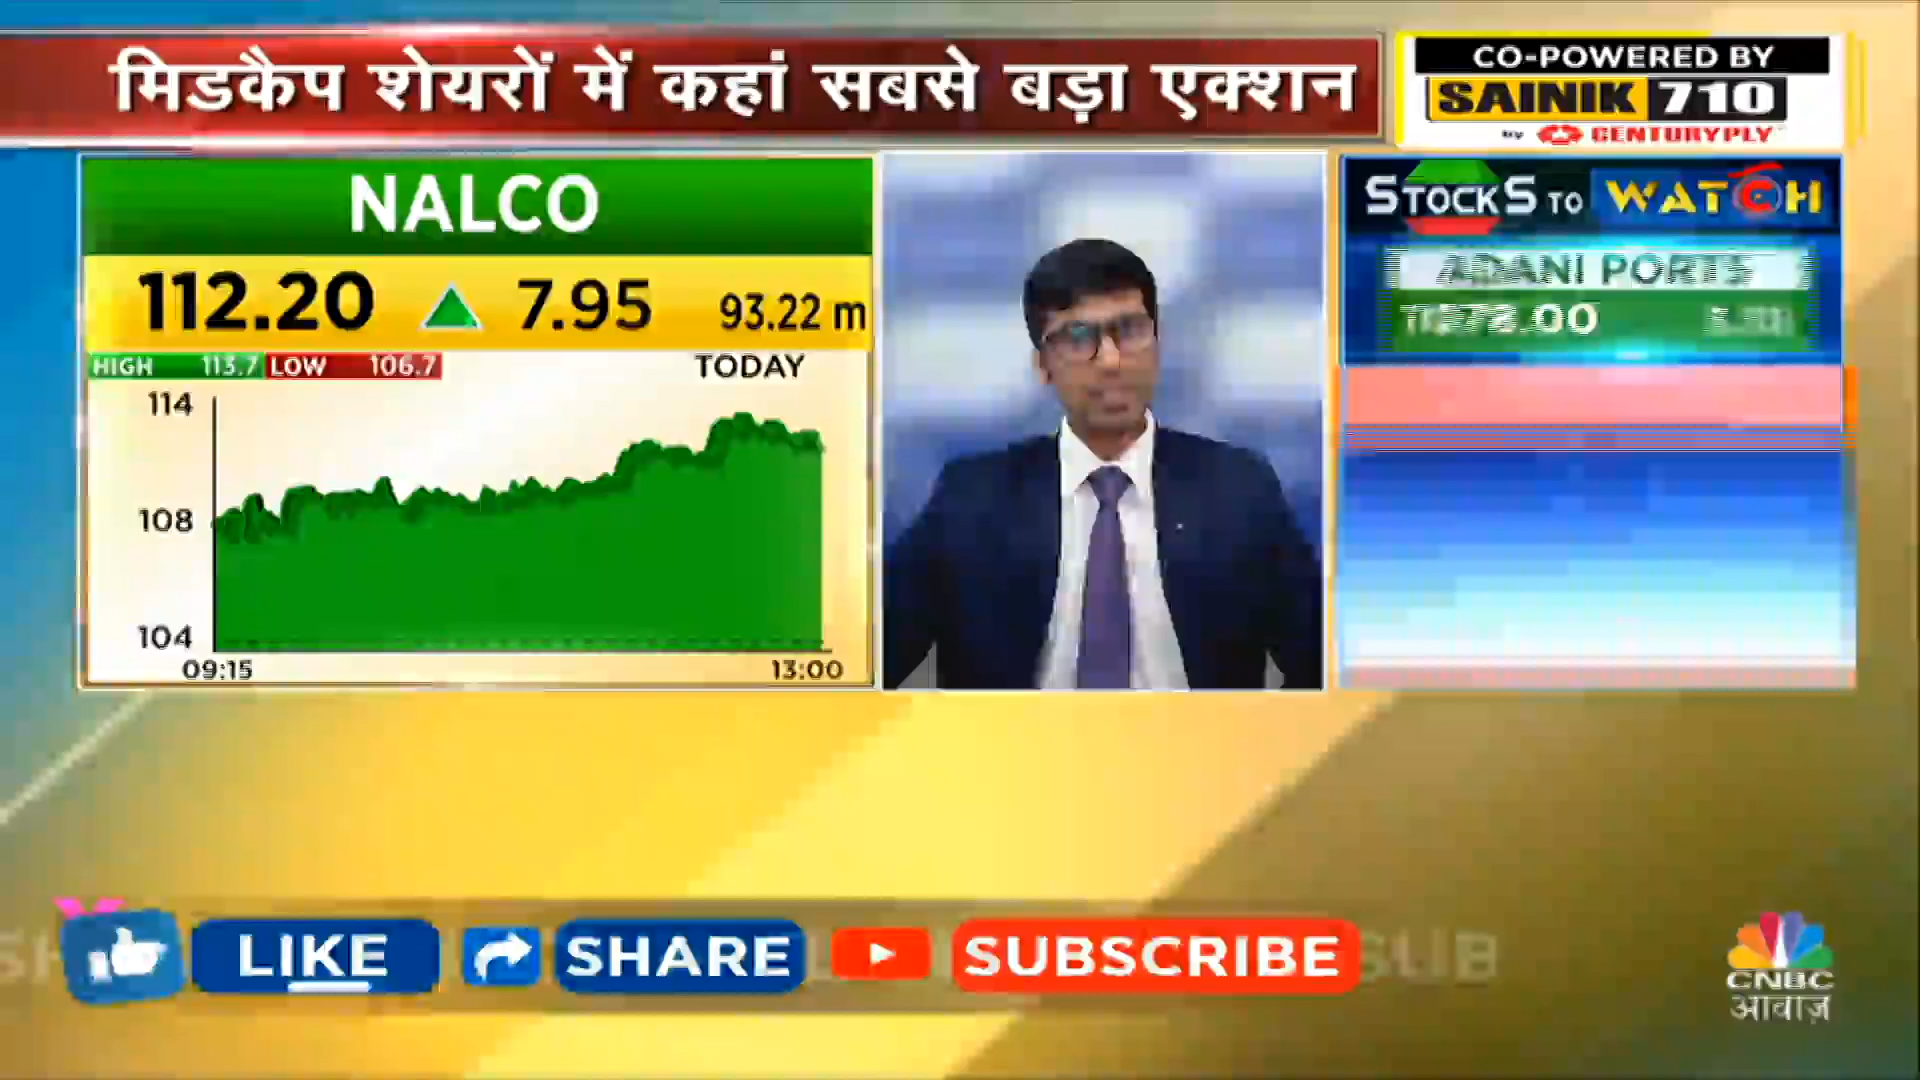 मिडकैप शेयरों में कहां सबसे बड़ा एक्शन
CO-POWERED BY
SAINIK 710
by CENTURYPLY
NALCO
112.20 7.95 93.22 m
HIGH 113.7 LOW 106.7 TODAY
114
108
104
09:15 13:00
STOCKS TO WATCH
ADANI PORTS
LIKE SHARE SUBSCRIBE SUB
CNBC
आवाज़